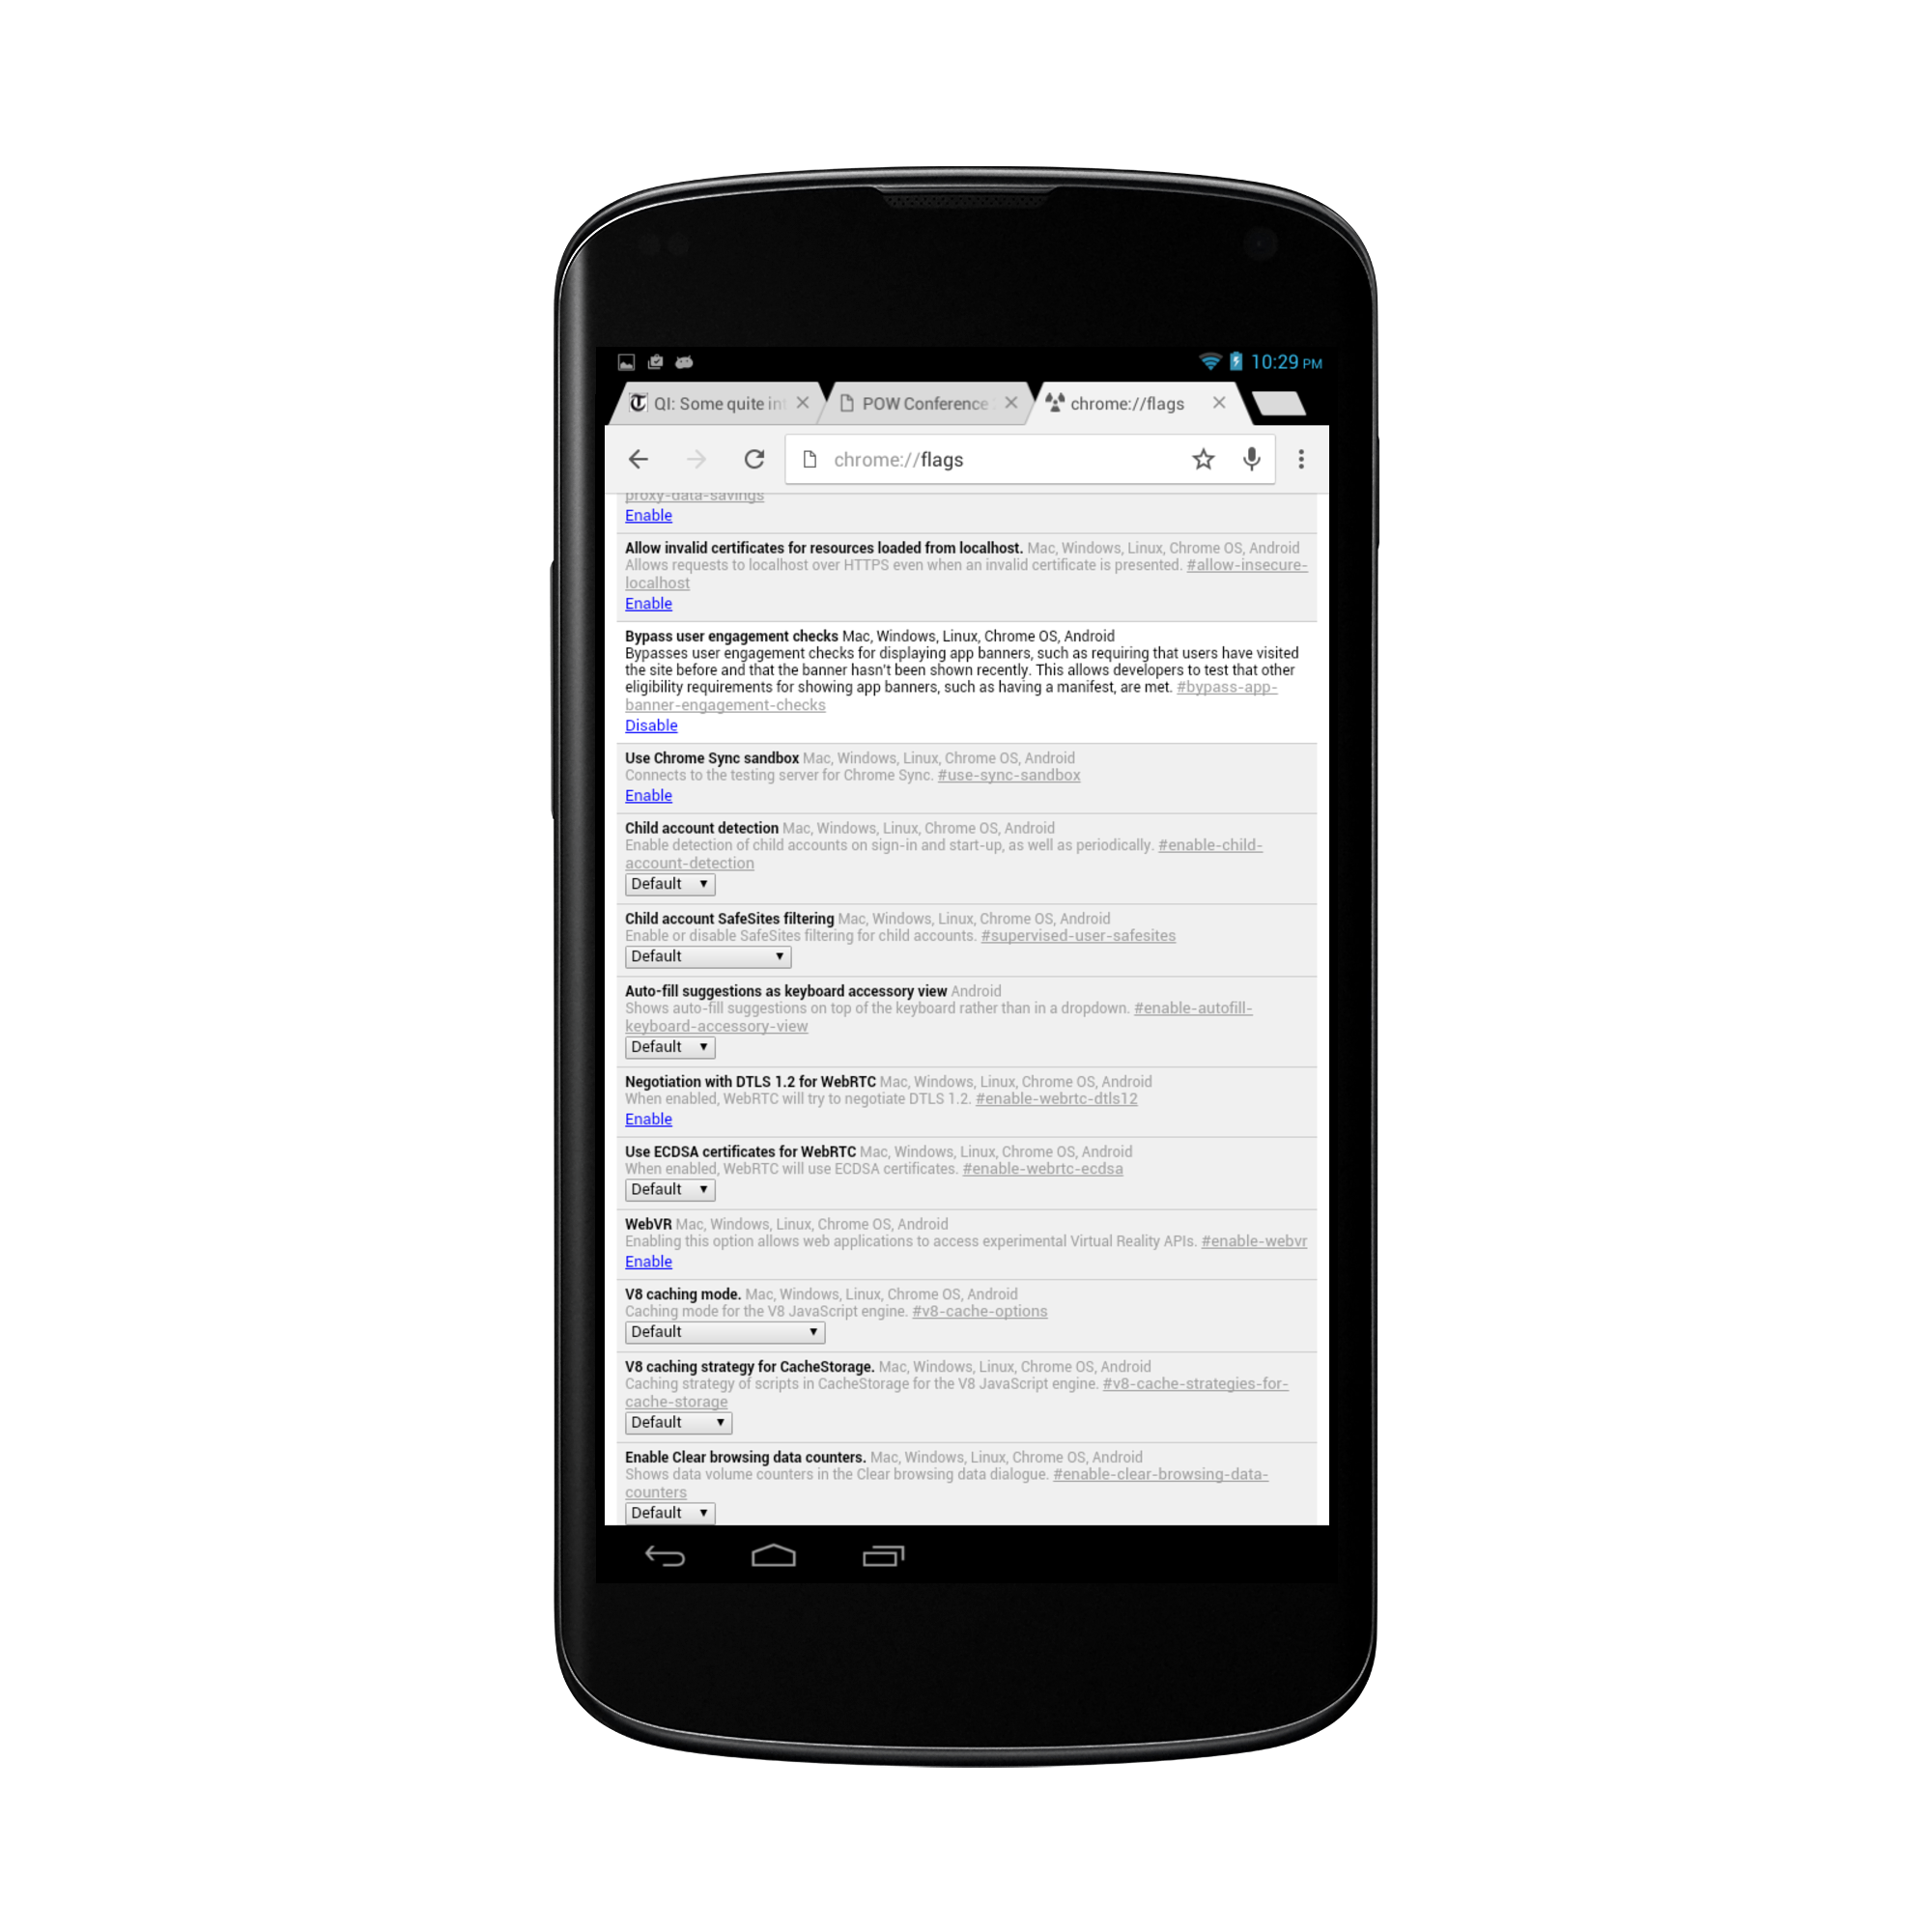 10:29 PM
QI: Some quite int
POW Conference
chrome://flags
chrome://flags
proxy-data-savings
Enable
Allow invalid certificates for resources loaded from localhost. Mac, Windows, Linux, Chrome OS, Android
Allows requests to localhost over HTTPS even when an invalid certificate is presented. #allow-insecure-
localhost
Enable
Bypass user engagement checks Mac, Windows, Linux, Chrome OS, Android
Bypasses user engagement checks for displaying app banners, such as requiring that users have visited
the site before and that the banner hasn't been shown recently. This allows developers to test that other
eligibility requirements for showing app banners, such as having a manifest, are met. #bypass-app-
banner-engagement-checks
Disable
Use Chrome Sync sandbox Mac, Windows, Linux, Chrome OS, Android
Connects to the testing server for Chrome Sync. #use-sync-sandbox
Enable
Child account detection Mac, Windows, Linux, Chrome OS, Android
Enable detection of child accounts on sign-in and start-up, as well as periodically. #enable-child-
account-detection
Default
Child account SafeSites filtering Mac, Windows, Linux, Chrome OS, Android
Enable or disable SafeSites filtering for child accounts. #supervised-user-safesites
Default
Auto-fill suggestions as keyboard accessory view Android
Shows auto-fill suggestions on top of the keyboard rather than in a dropdown. #enable-autofill-
keyboard-accessory-view
Default
Negotiation with DTLS 1.2 for WebRTC Mac, Windows, Linux, Chrome OS, Android
When enabled, WebRTC will try to negotiate DTLS 1.2. #enable-webrtc-dtls12
Enable
Use ECDSA certificates for WebRTC Mac, Windows, Linux, Chrome OS, Android
When enabled, WebRTC will use ECDSA certificates. #enable-webrtc-ecdsa
Default
WebVR Mac, Windows, Linux, Chrome OS, Android
Enabling this option allows web applications to access experimental Virtual Reality APIs. #enable-webvr
Enable
V8 caching mode. Mac, Windows, Linux, Chrome OS, Android
Caching mode for the V8 JavaScript engine. #v8-cache-options
Default
V8 caching strategy for CacheStorage. Mac, Windows, Linux, Chrome OS, Android
Caching strategy of scripts in CacheStorage for the V8 JavaScript engine. #v8-cache-strategies-for-
cache-storage
Default
Enable Clear browsing data counters. Mac, Windows, Linux, Chrome OS, Android
Shows data volume counters in the Clear browsing data dialogue. #enable-clear-browsing-data-
counters
Default